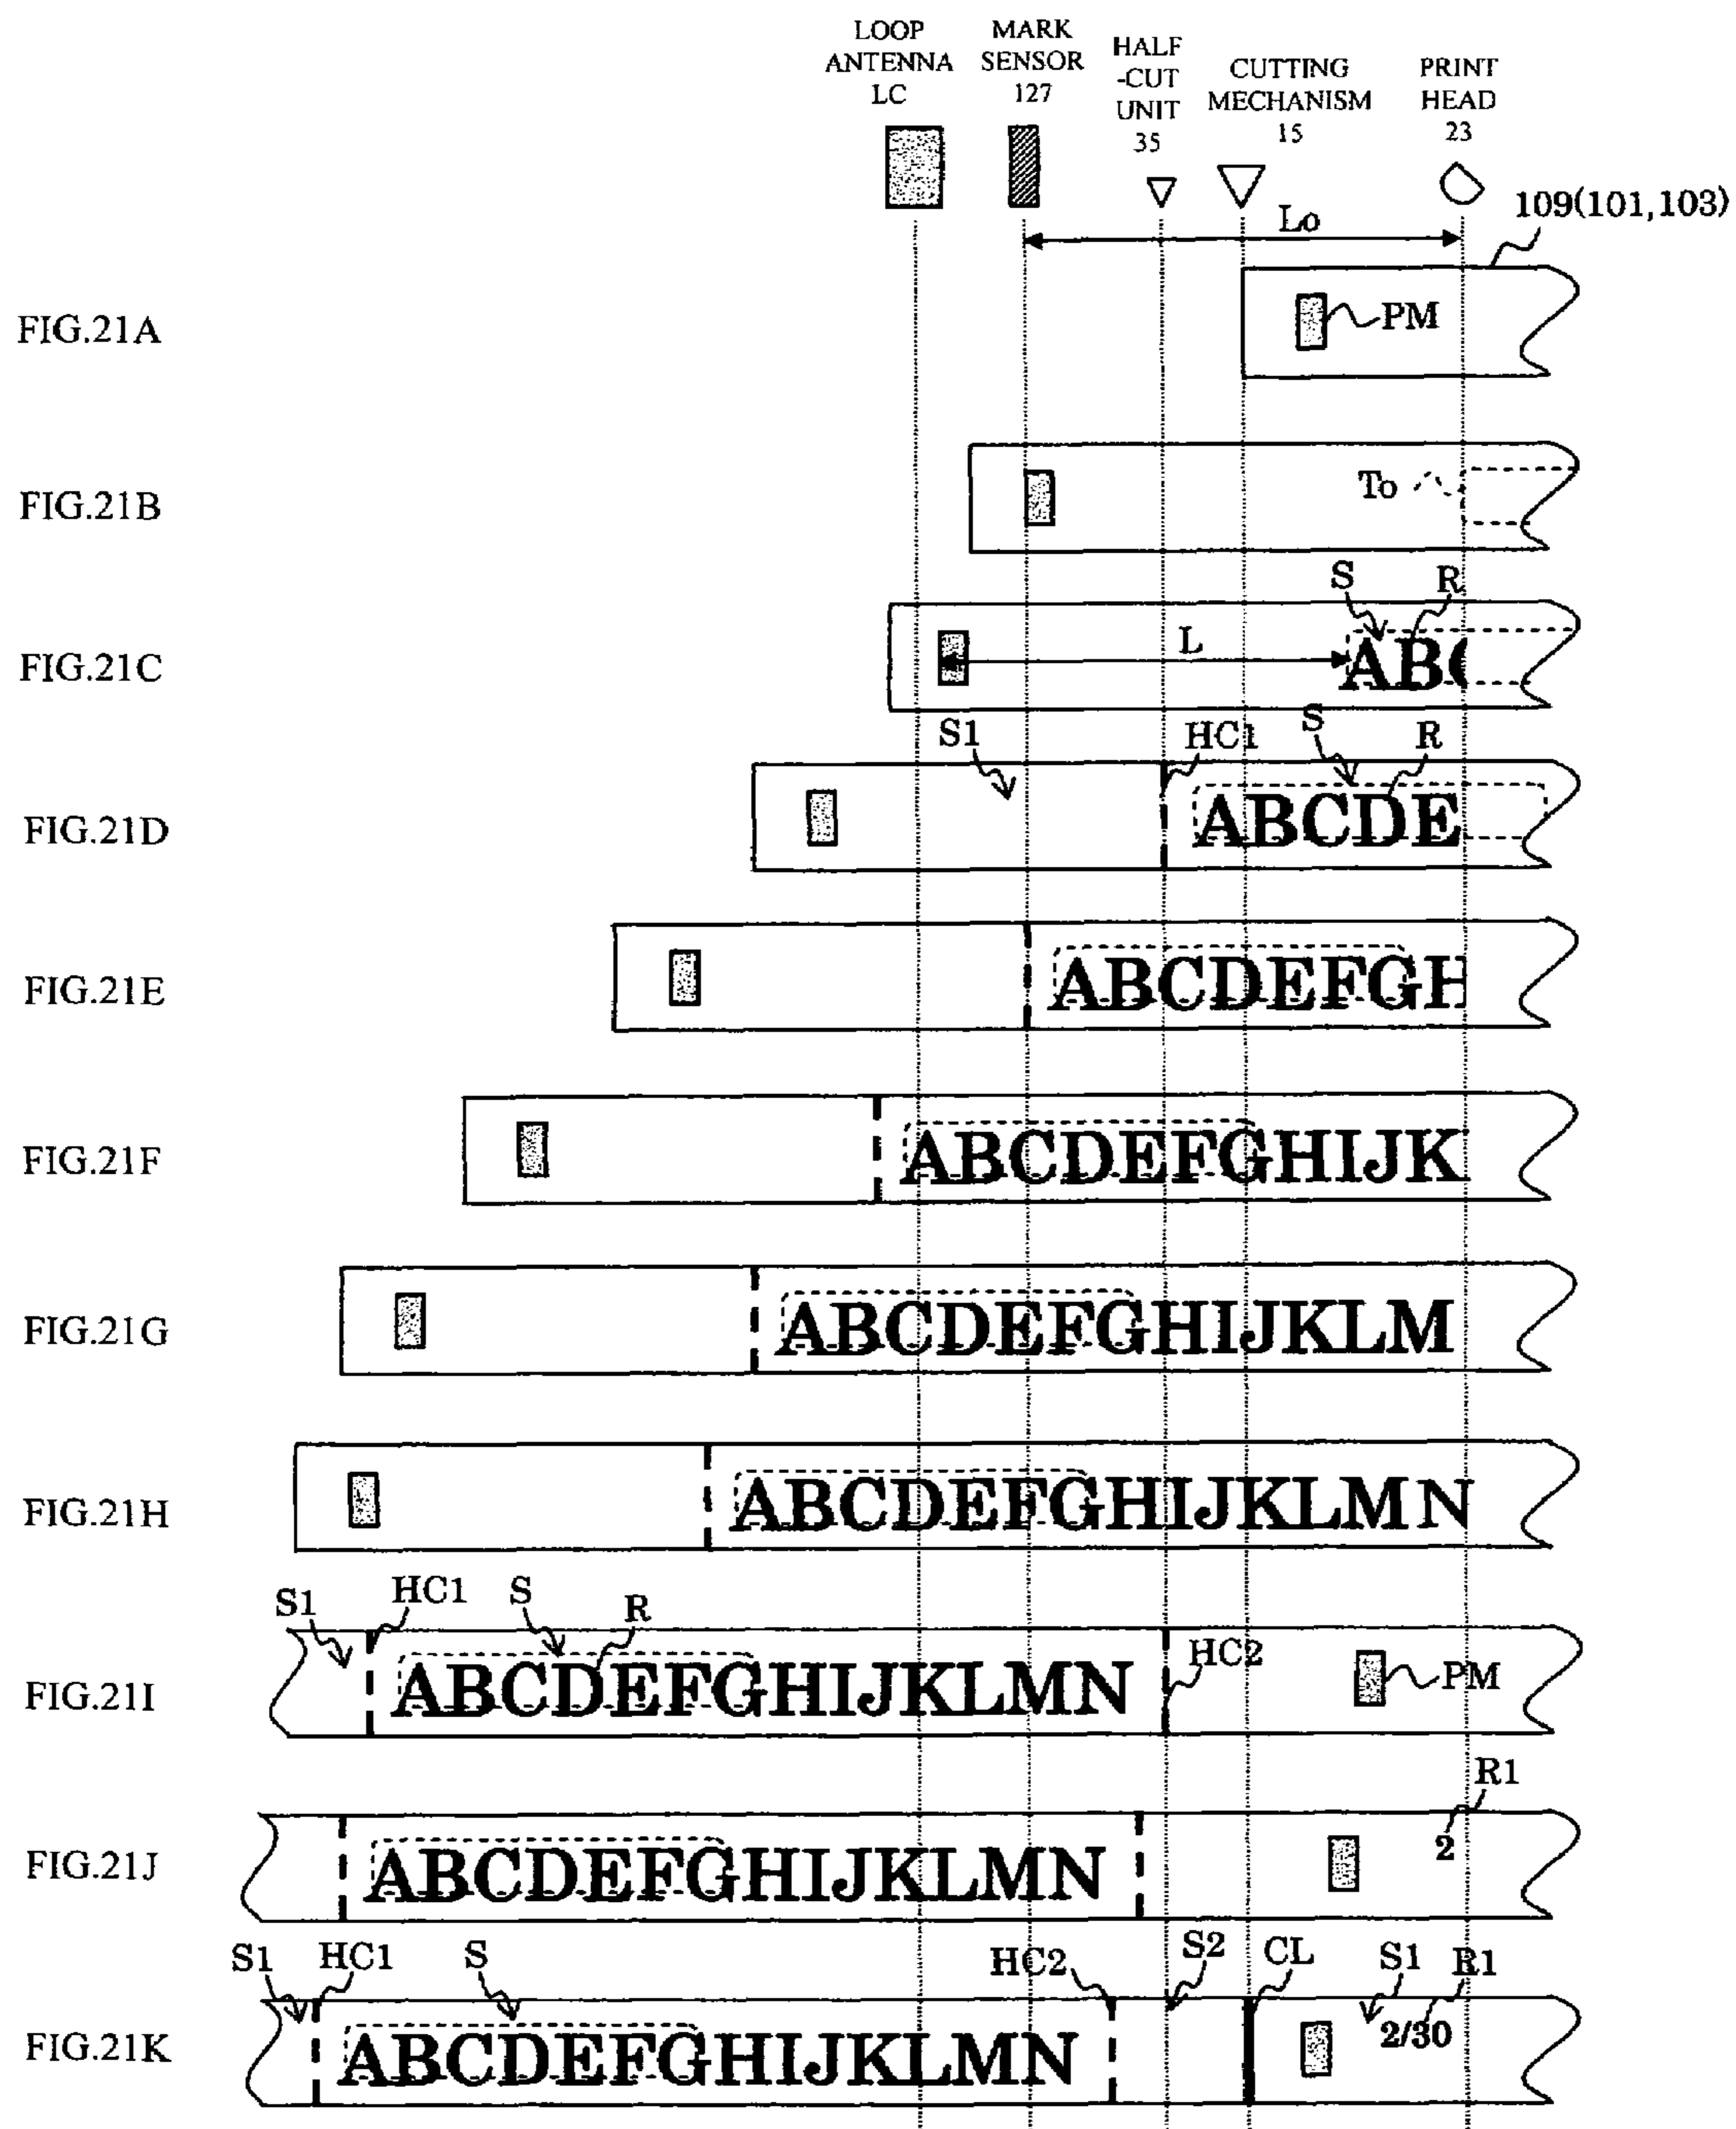 LOOP ANTENNA LC
MARK SENSOR 127
HALF -CUT UNIT 35
CUTTING MECHANISM 15
PRINT HEAD 23
Lo
109(101,103)
FIG.21A
PM
FIG.21B
To
FIG.21C
S
R
L
ABC
FIG.21D
S1
HC1
S
R
ABCDE
FIG.21E
ABCDEFGH
FIG.21F
ABCDEFGHIJK
FIG.21G
ABCDEFGHIJKLM
FIG.21H
ABCDEFGHIJKLMN
FIG.21I
S1
HC1
S
R
ABCDEFGHIJKLMN
HC2
PM
FIG.21J
ABCDEFGHIJKLMN
R1
2
FIG.21K
S1
HC1
S
HC2
S2
CL
S1
R1
ABCDEFGHIJKLMN
2/30